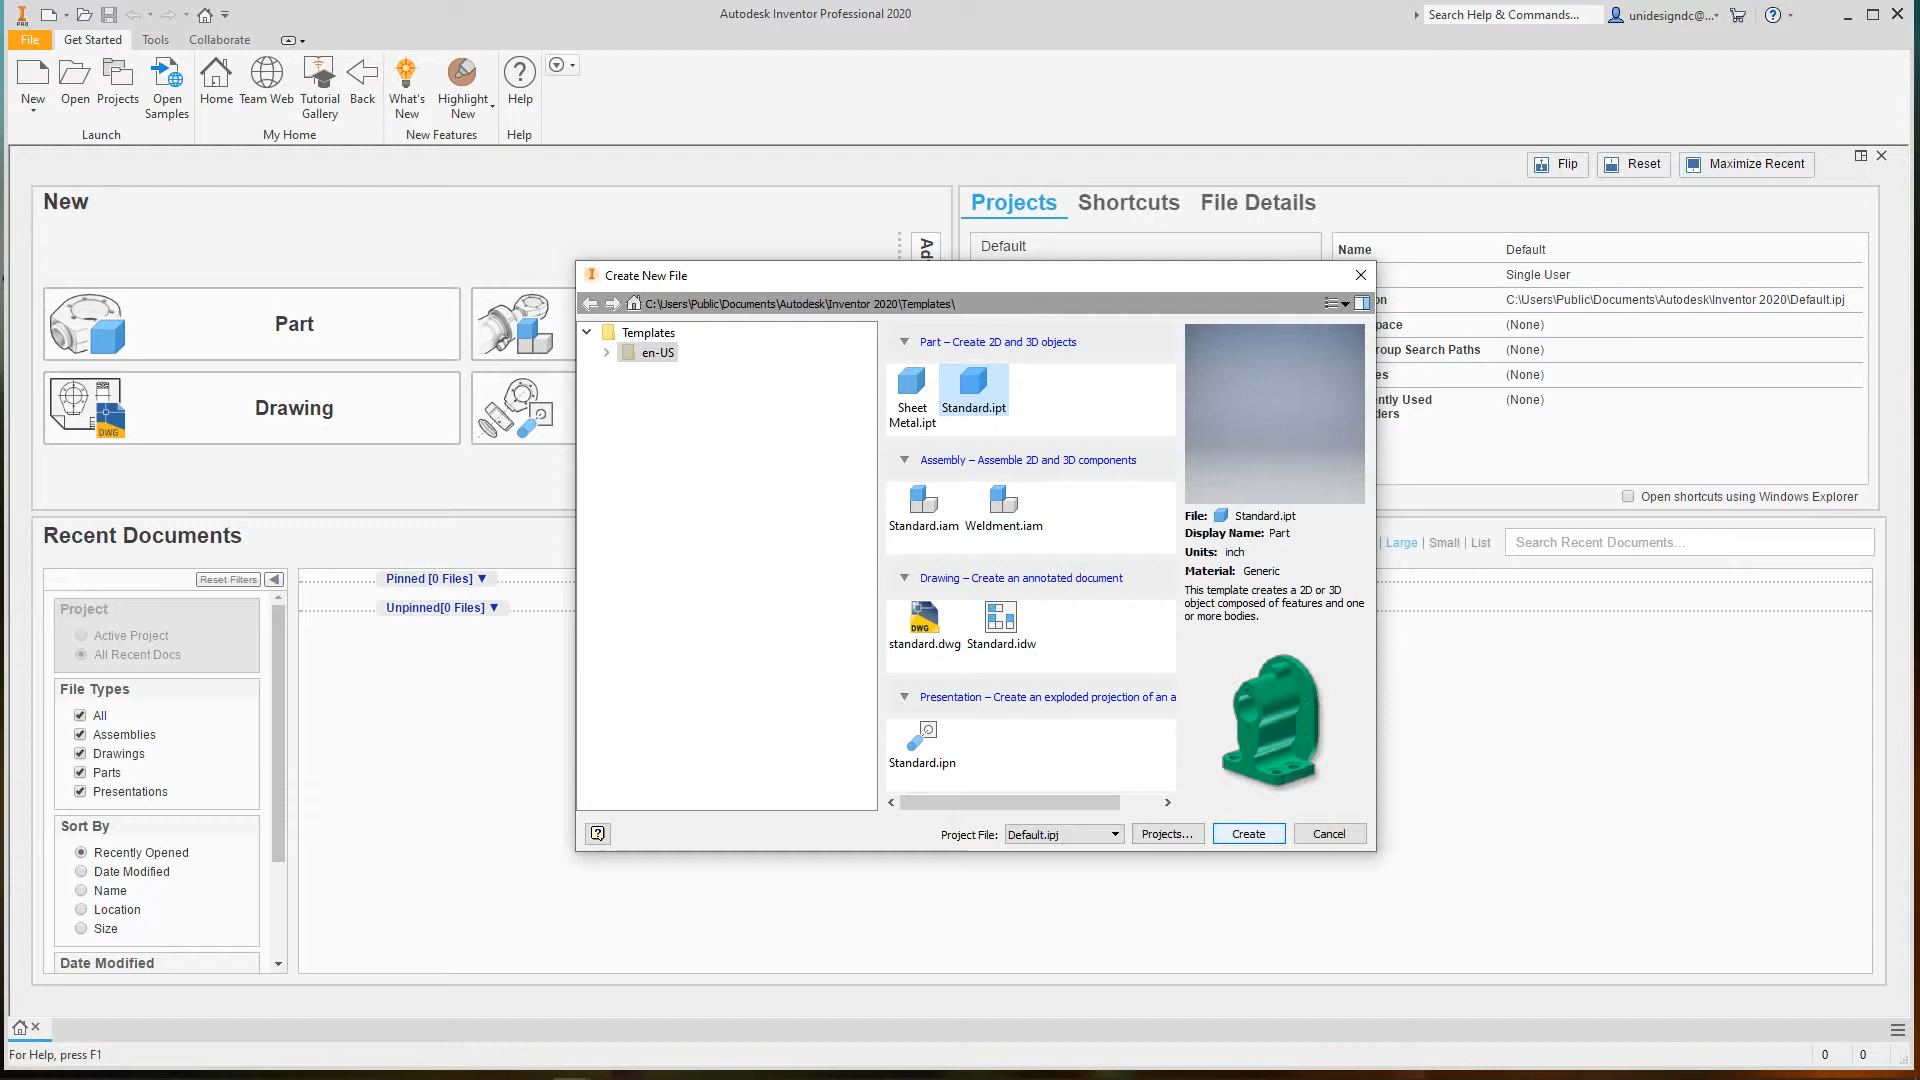 Autodesk Inventor Professional 2020
Search Help & Commands...
unidesigndc@...
File
Get Started
Tools
Collaborate
New
Open
Projects
Open Samples
Home
Team Web
Tutorial Gallery
Back
What's New
Highlight New
Help
Launch
My Home
New Features
Help
Flip
Reset
Maximize Recent
New
Part
Drawing
DWG
Projects
Shortcuts
File Details
Default
Name
Default
Single User
C:\Users\Public\Documents\Autodesk\Inventor 2020\Default.ipj
(None)
(None)
(None)
(None)
Open shortcuts using Windows Explorer
Create New File
C:\Users\Public\Documents\Autodesk\Inventor 2020\Templates\
Templates
en-US
Part – Create 2D and 3D objects
Sheet Metal.ipt
Standard.ipt
Assembly – Assemble 2D and 3D components
Standard.iam
Weldment.iam
Drawing – Create an annotated document
DWG
standard.dwg
Standard.idw
Presentation – Create an exploded projection of an a
Standard.ipn
File: Standard.ipt
Display Name: Part
Units: inch
Material: Generic
This template creates a 2D or 3D
object composed of features and one
or more bodies.
Project File: Default.ipj
Projects...
Create
Cancel
Recent Documents
Large | Small | List
Search Recent Documents...
Reset Filters
Pinned [0 Files]
Unpinned[0 Files]
Project
Active Project
All Recent Docs
File Types
All
Assemblies
Drawings
Parts
Presentations
Sort By
Recently Opened
Date Modified
Name
Location
Size
Date Modified
For Help, press F1
0
0